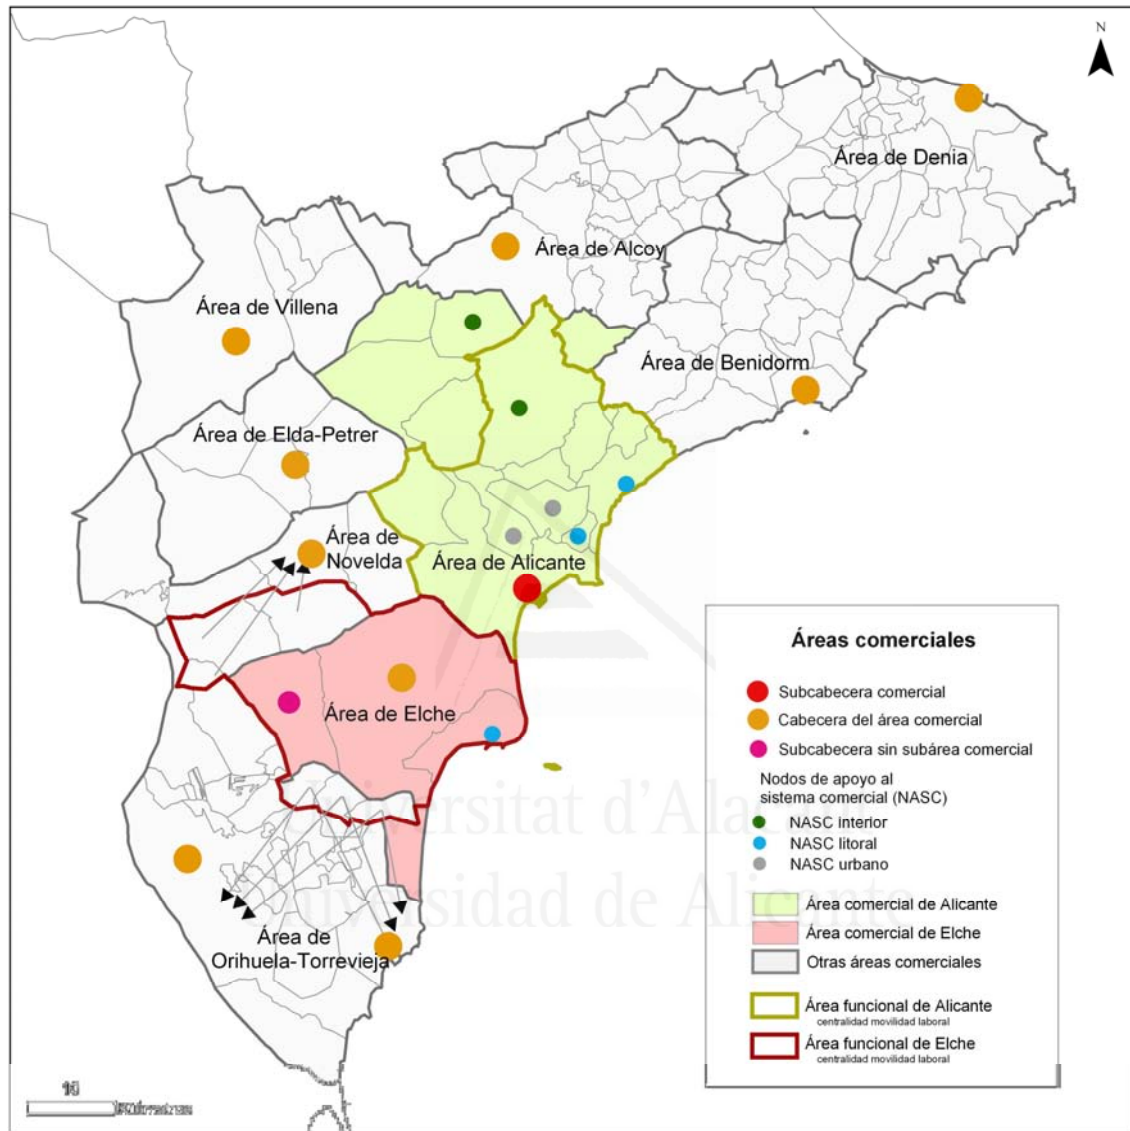 N
Área de Denia
Área de Alcoy
Área de Villena
Área de Benidorm
Área de Elda-Petrer
Área de
Novelda
Área de Alicante
Área de Elche
Área de
Orihuela-Torrevieja
Universitat d'Alacant
Universidad de Alicante
Áreas comerciales
Subcabecera comercial
Cabecera del área comercial
Subcabecera sin subárea comercial
Nodos de apoyo al
sistema comercial (NASC)
NASC interior
NASC litoral
NASC urbano
Área comercial de Alicante
Área comercial de Elche
Otras áreas comerciales
Área funcional de Alicante
centralidad movilidad laboral
Área funcional de Elche
centralidad movilidad laboral